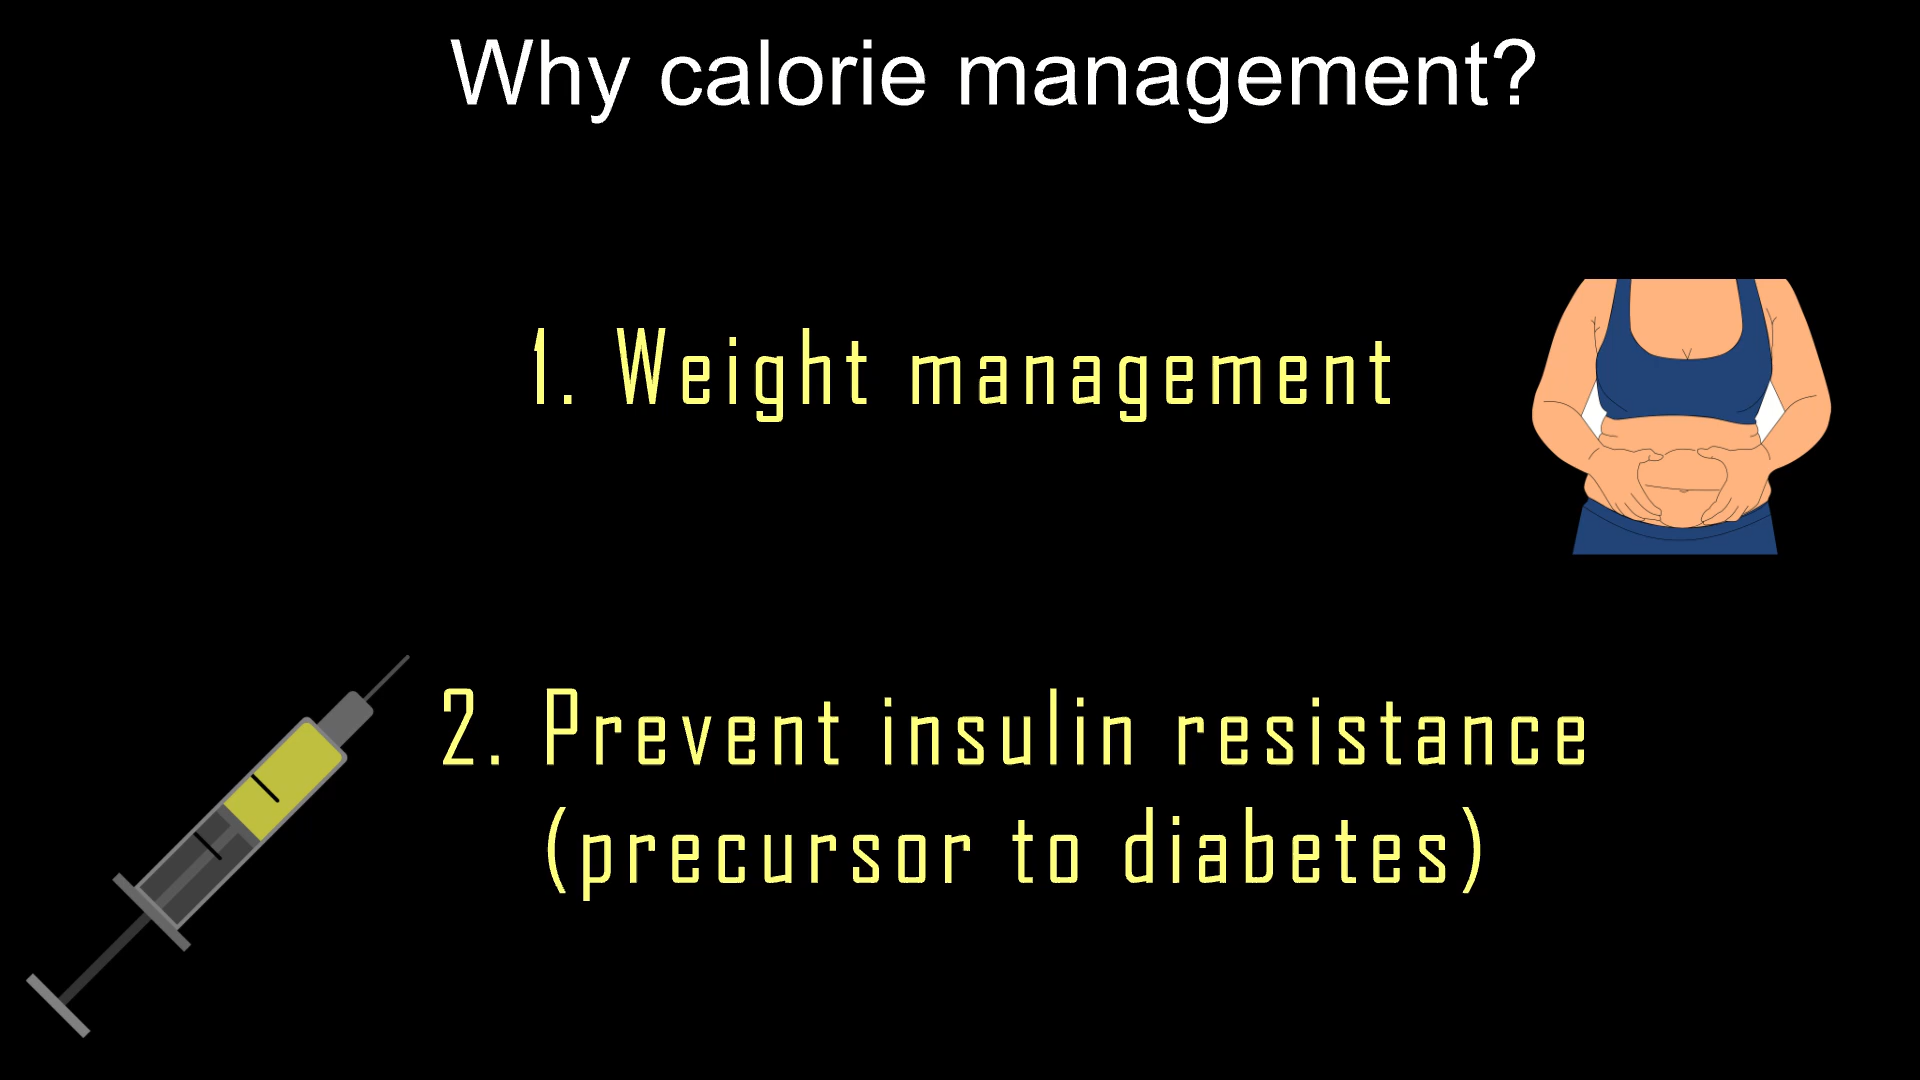 Why calorie management?
1. Weight management
2. Prevent insulin resistance
(precursor to diabetes)